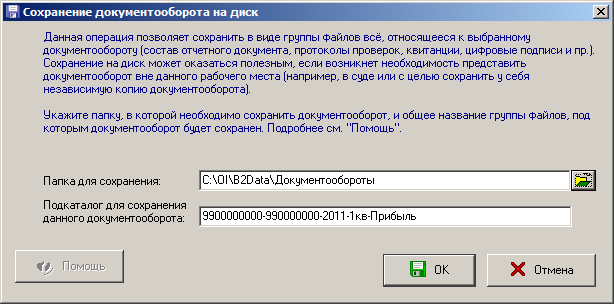 Сохранение документооборота на диск
Данная операция позволяет сохранить в виде группы файлов всё, относящееся к выбранному
документообороту (состав отчетного документа, протоколы проверок, квитанции, цифровые подписи и пр.).
Сохранение на диск может оказаться полезным, если возникнет необходимость представить
документооборот вне данного рабочего места (например, в суде или с целью сохранить у себя
независимую копию документооборота).
Укажите папку, в которой необходимо сохранить документооборот, и общее название группы файлов, под
которым документооборот будет сохранен. Подробнее см. "Помощь".
Папка для сохранения:
C:\OI\B2Data\Документообороты
Подкаталог для сохранения
данного документооборота:
9900000000-990000000-2011-1кв-Прибыль
Помощь
OK
Отмена